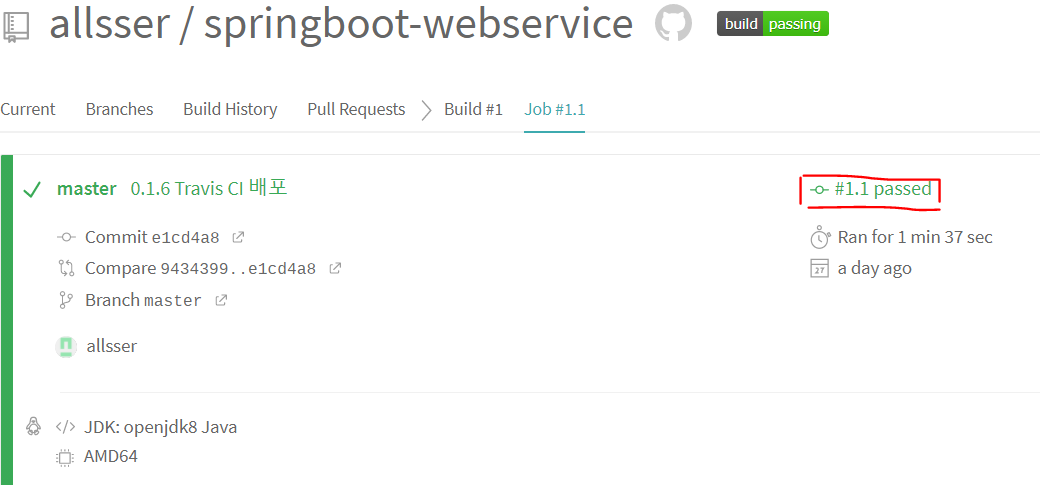 allsser / springboot-webservice build passing
Current Branches Build History Pull Requests Build #1 Job #1.1
master 0.1.6 Travis CI 배포
#1.1 passed
Commit e1cd4a8
Ran for 1 min 37 sec
Compare 9434399..e1cd4a8
27 a day ago
Branch master
allsser
</> JDK: openjdk8 Java
AMD64